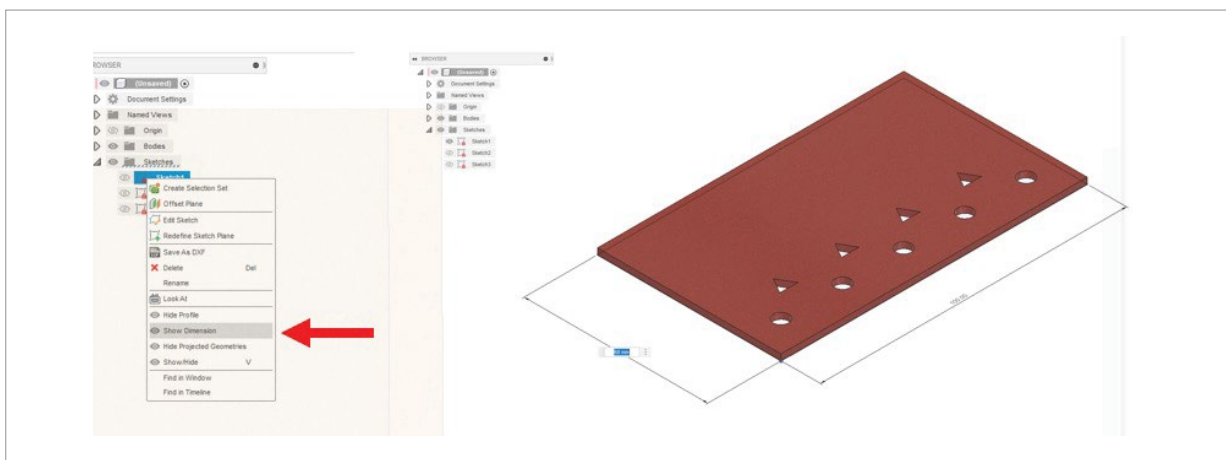 ROWSER
(Unsaved)
Document Settings
Named Views
Origin
Bodies
Sketches
Sketch1
Create Selection Set
Offset Plane
Edit Sketch
Redefine Sketch Plane
Save As DXF
Delete Del
Rename
Look At
Hide Profile
Show Dimension
Hide Projected Geometries
Show/Hide V
Find in Window
Find in Timeline
BROWSER
(Unsaved)
Document Settings
Named Views
Origin
Bodies
Sketches
Sketch1
Sketch2
Sketch3